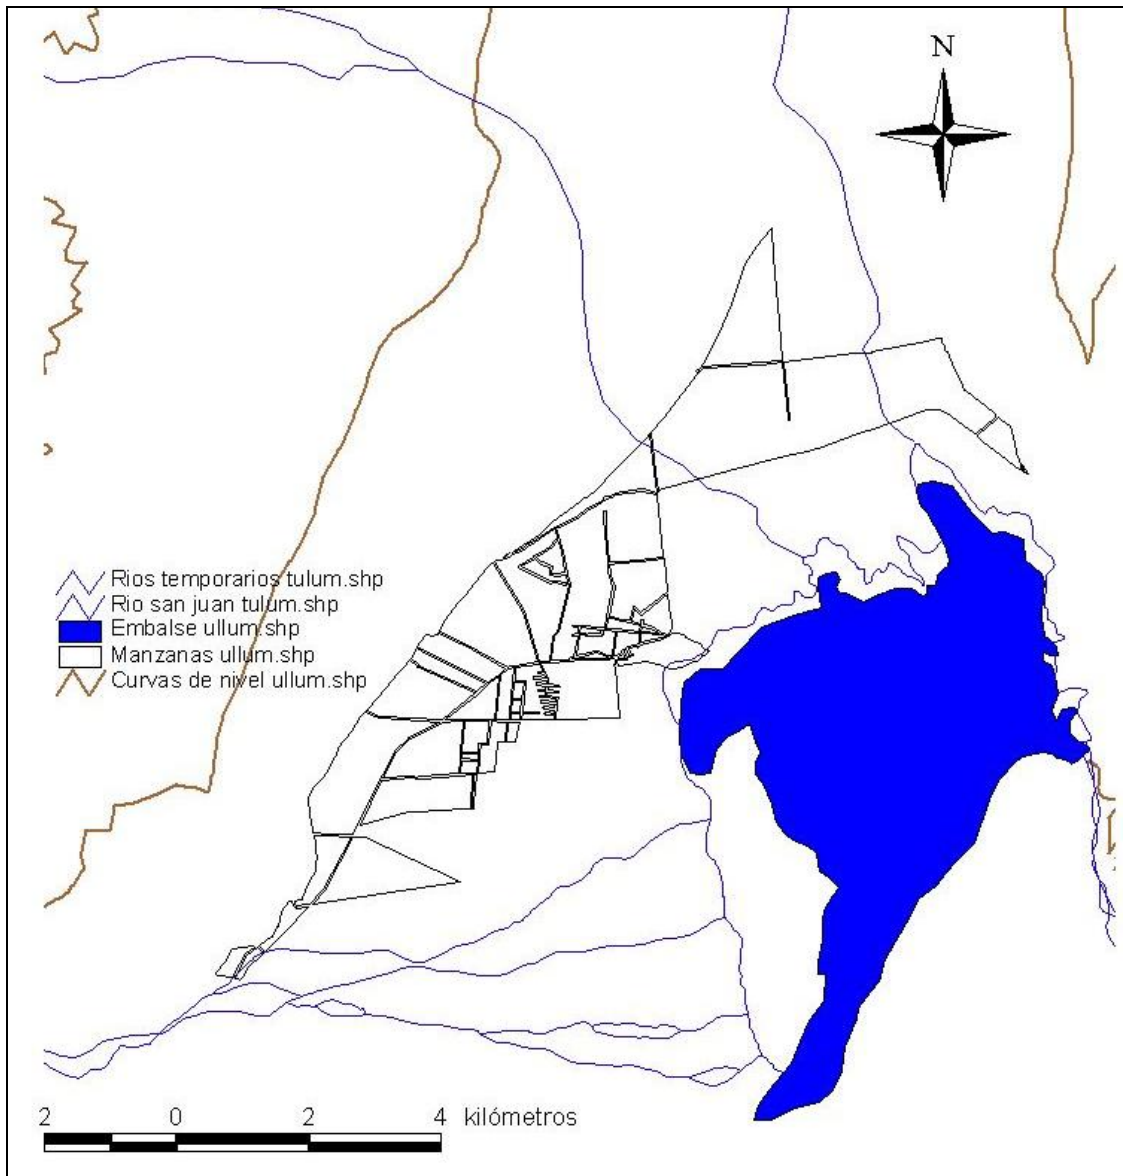 N
Rios temporarios tulum.shp
Rio san juan tulum.shp
Embalse ullum.shp
Manzanas ullum.shp
Curvas de nivel ullum.shp
2 0 2 4 kilómetros